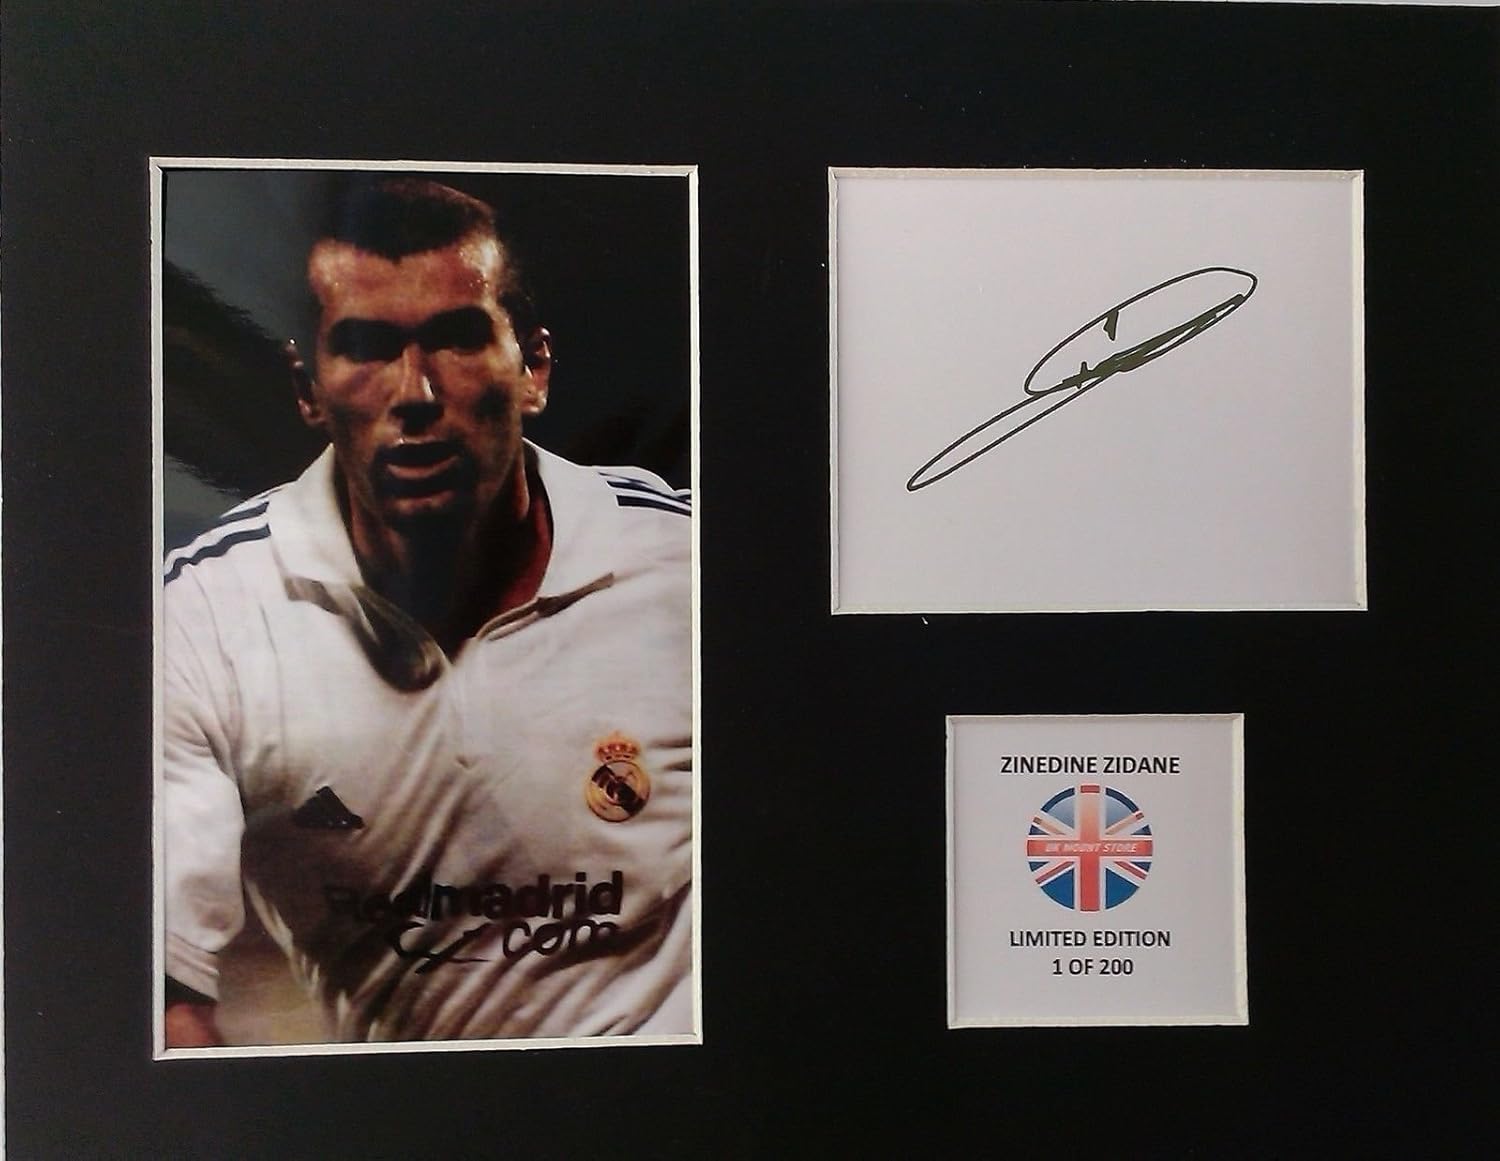 Realmadrid
com
ZINEDINE ZIDANE
UK MOUNT STORE
LIMITED EDITION
1 OF 200